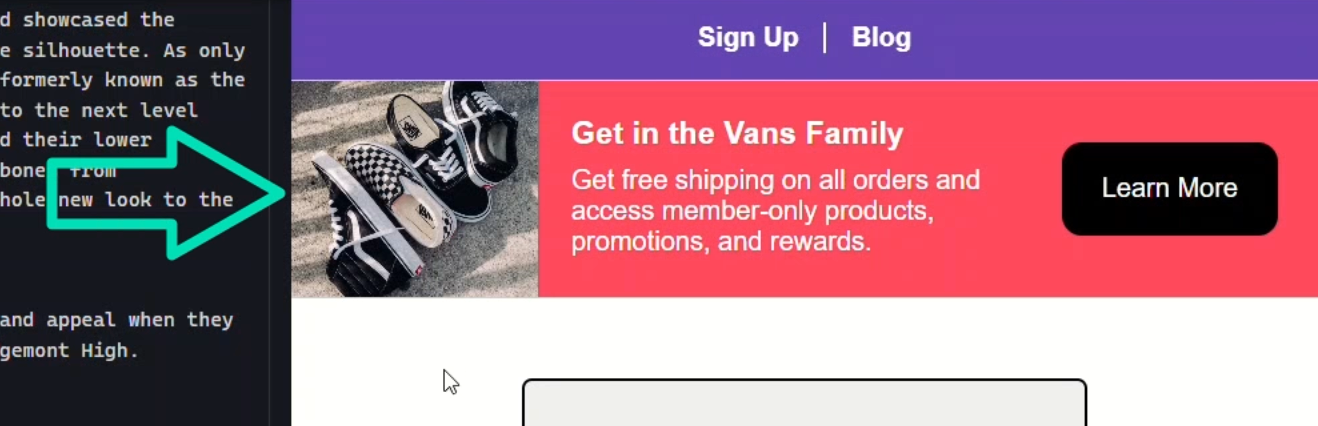 d showcased the
e silhouette. As only
formerly known as the
to the next level
d their lower
bone from
hole new look to the
and appeal when they
gemont High.
Sign Up | Blog
Get in the Vans Family
Get free shipping on all orders and
access member-only products,
promotions, and rewards.
Learn More